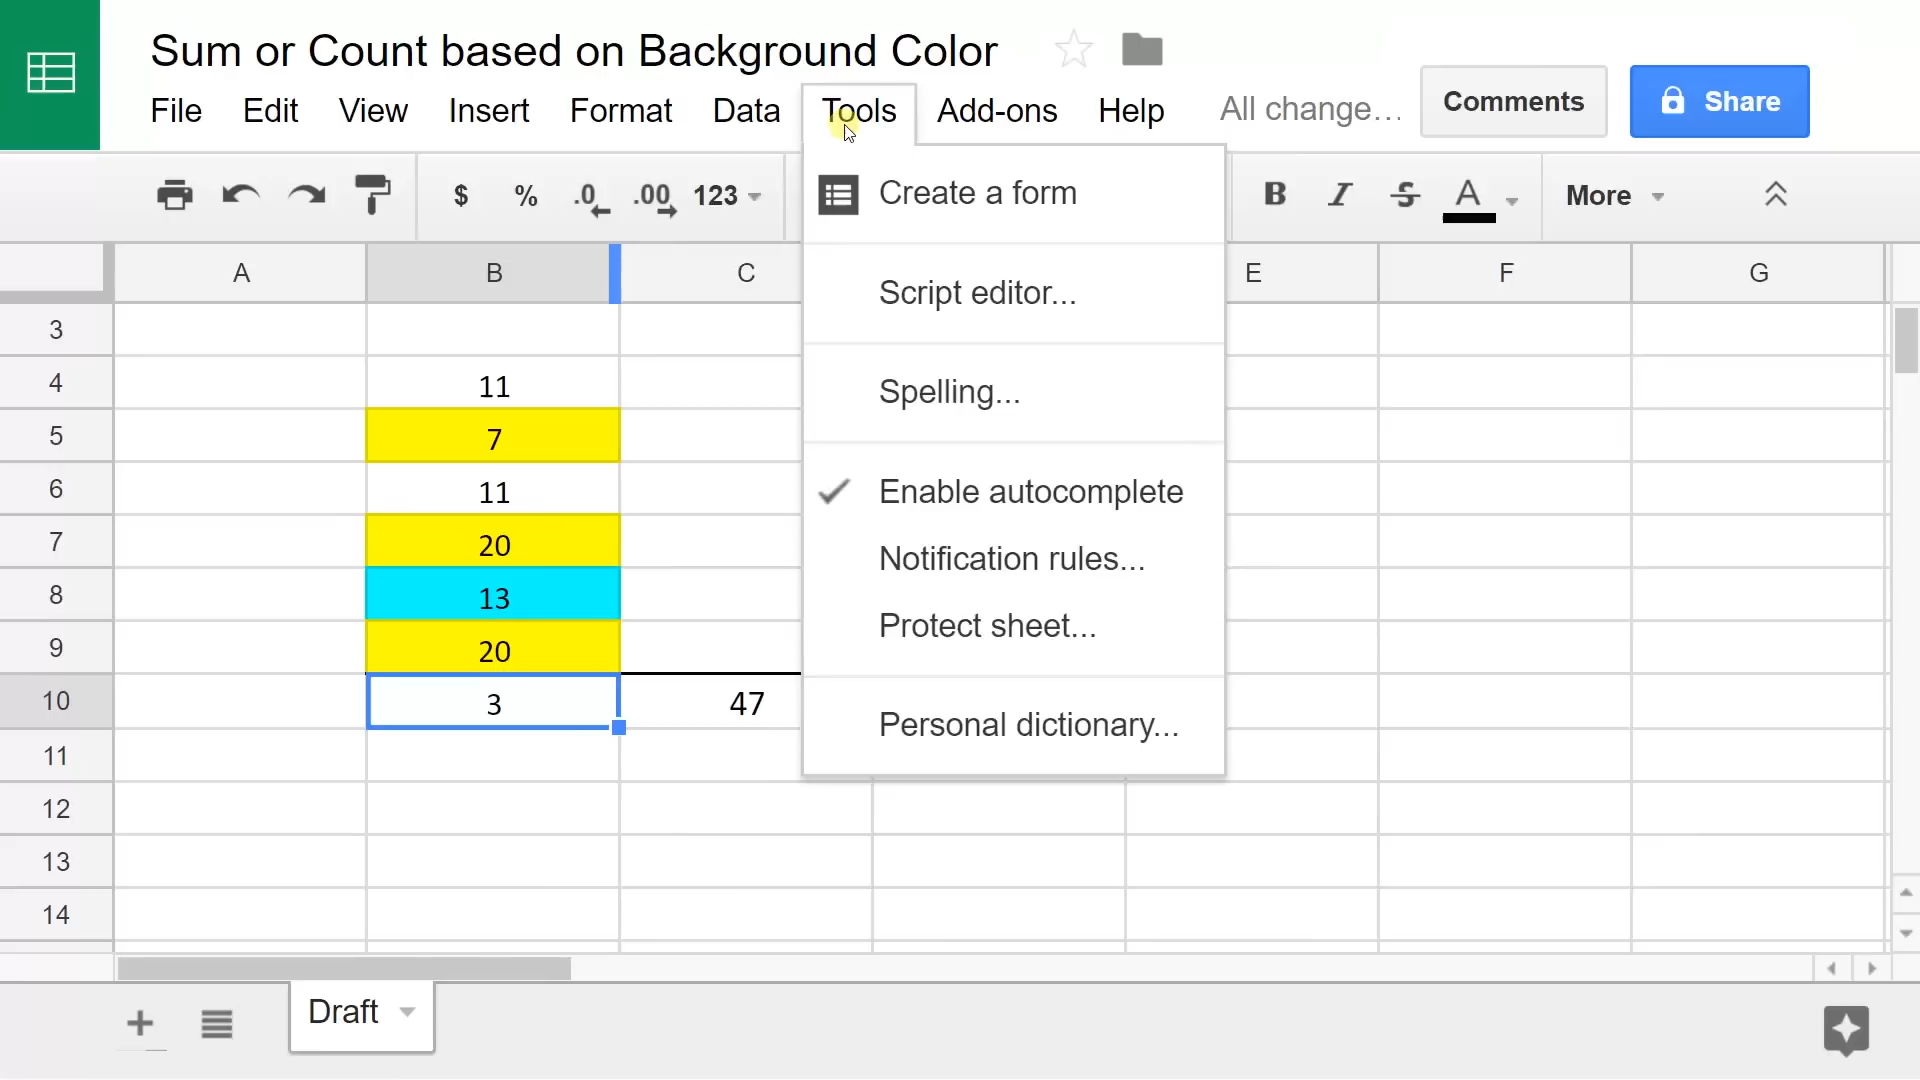 Sum or Count based on Background Color
File Edit View Insert Format Data Tools Add-ons Help All change... Comments Share
$ % .0 .00 123 B I S A More
Create a form
Script editor...
Spelling...
Enable autocomplete
Notification rules...
Protect sheet...
Personal dictionary...
A B C E F G
3
4 11
5 7
6 11
7 20
8 13
9 20
10 3 47
11
12
13
14
Draft